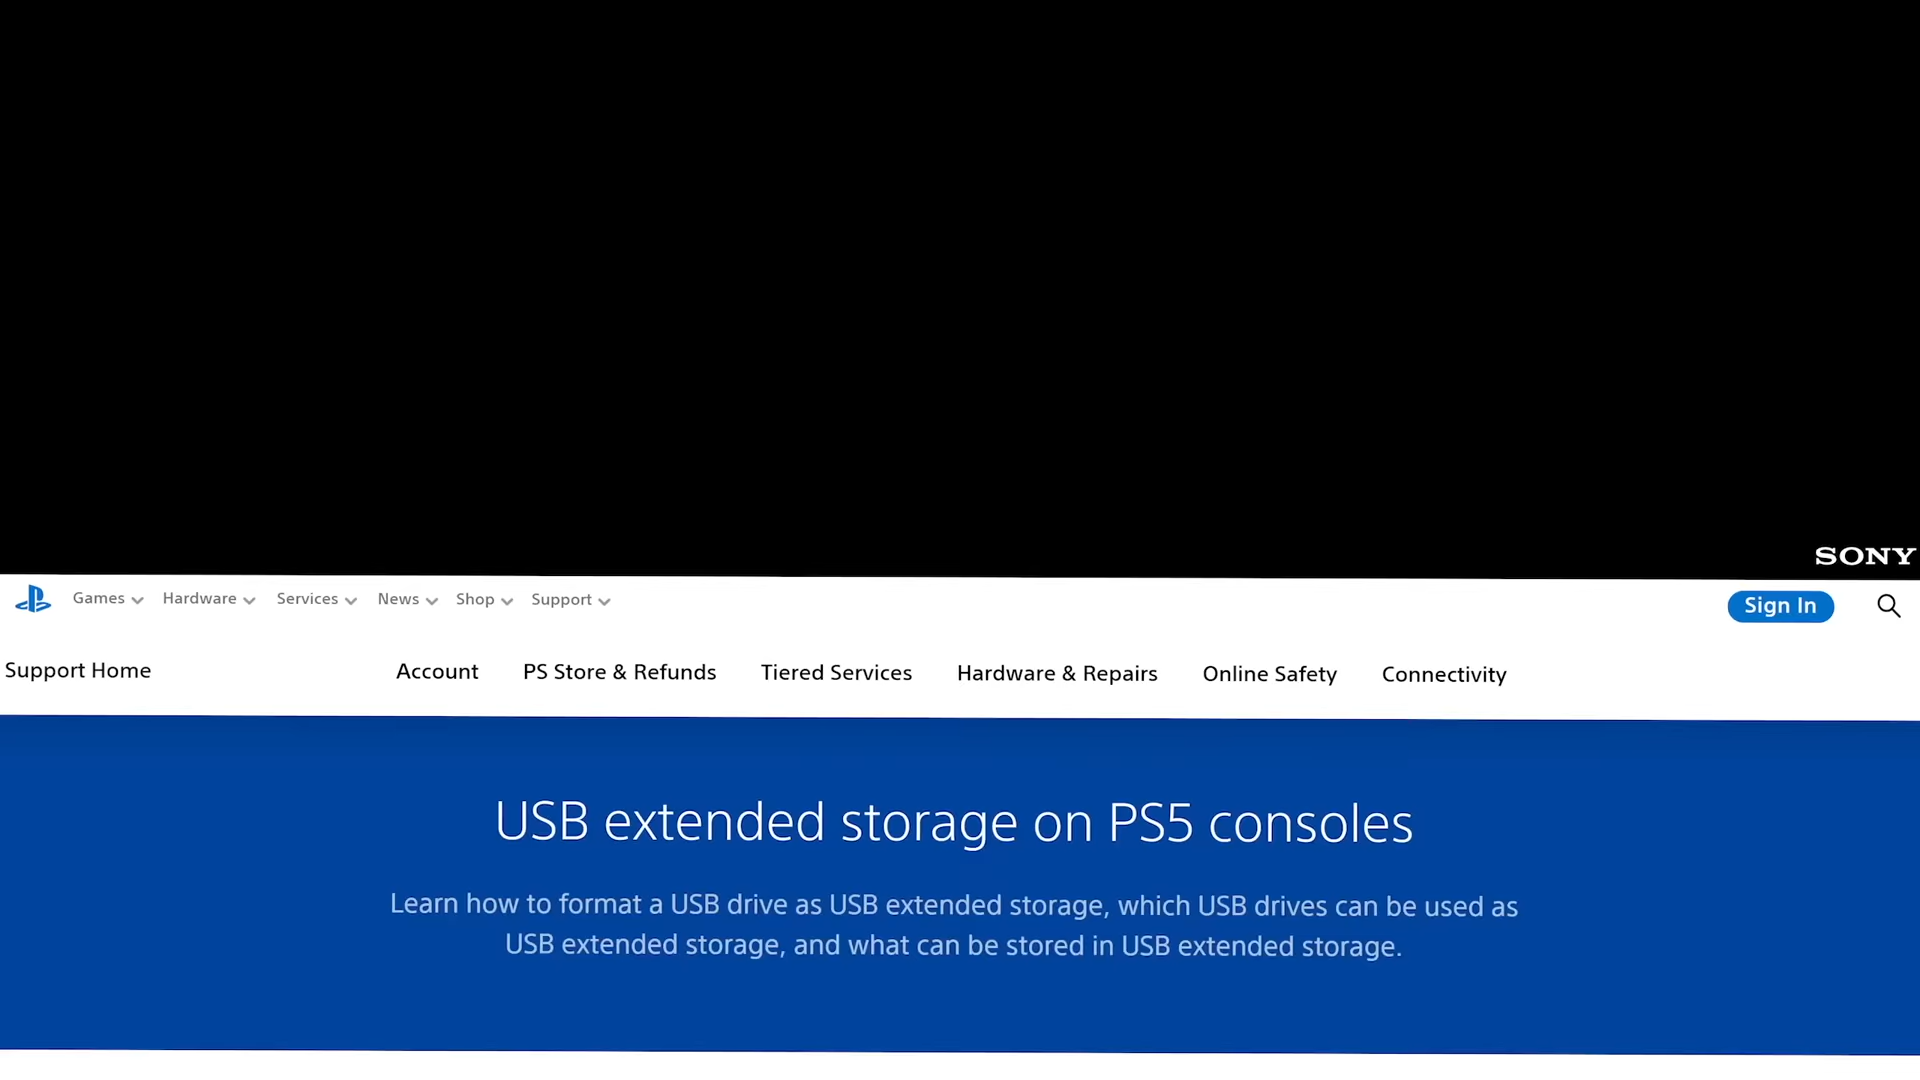 SONY
Games Hardware Services News Shop Support Sign In
Support Home Account PS Store & Refunds Tiered Services Hardware & Repairs Online Safety Connectivity
USB extended storage on PS5 consoles
Learn how to format a USB drive as USB extended storage, which USB drives can be used as
USB extended storage, and what can be stored in USB extended storage.